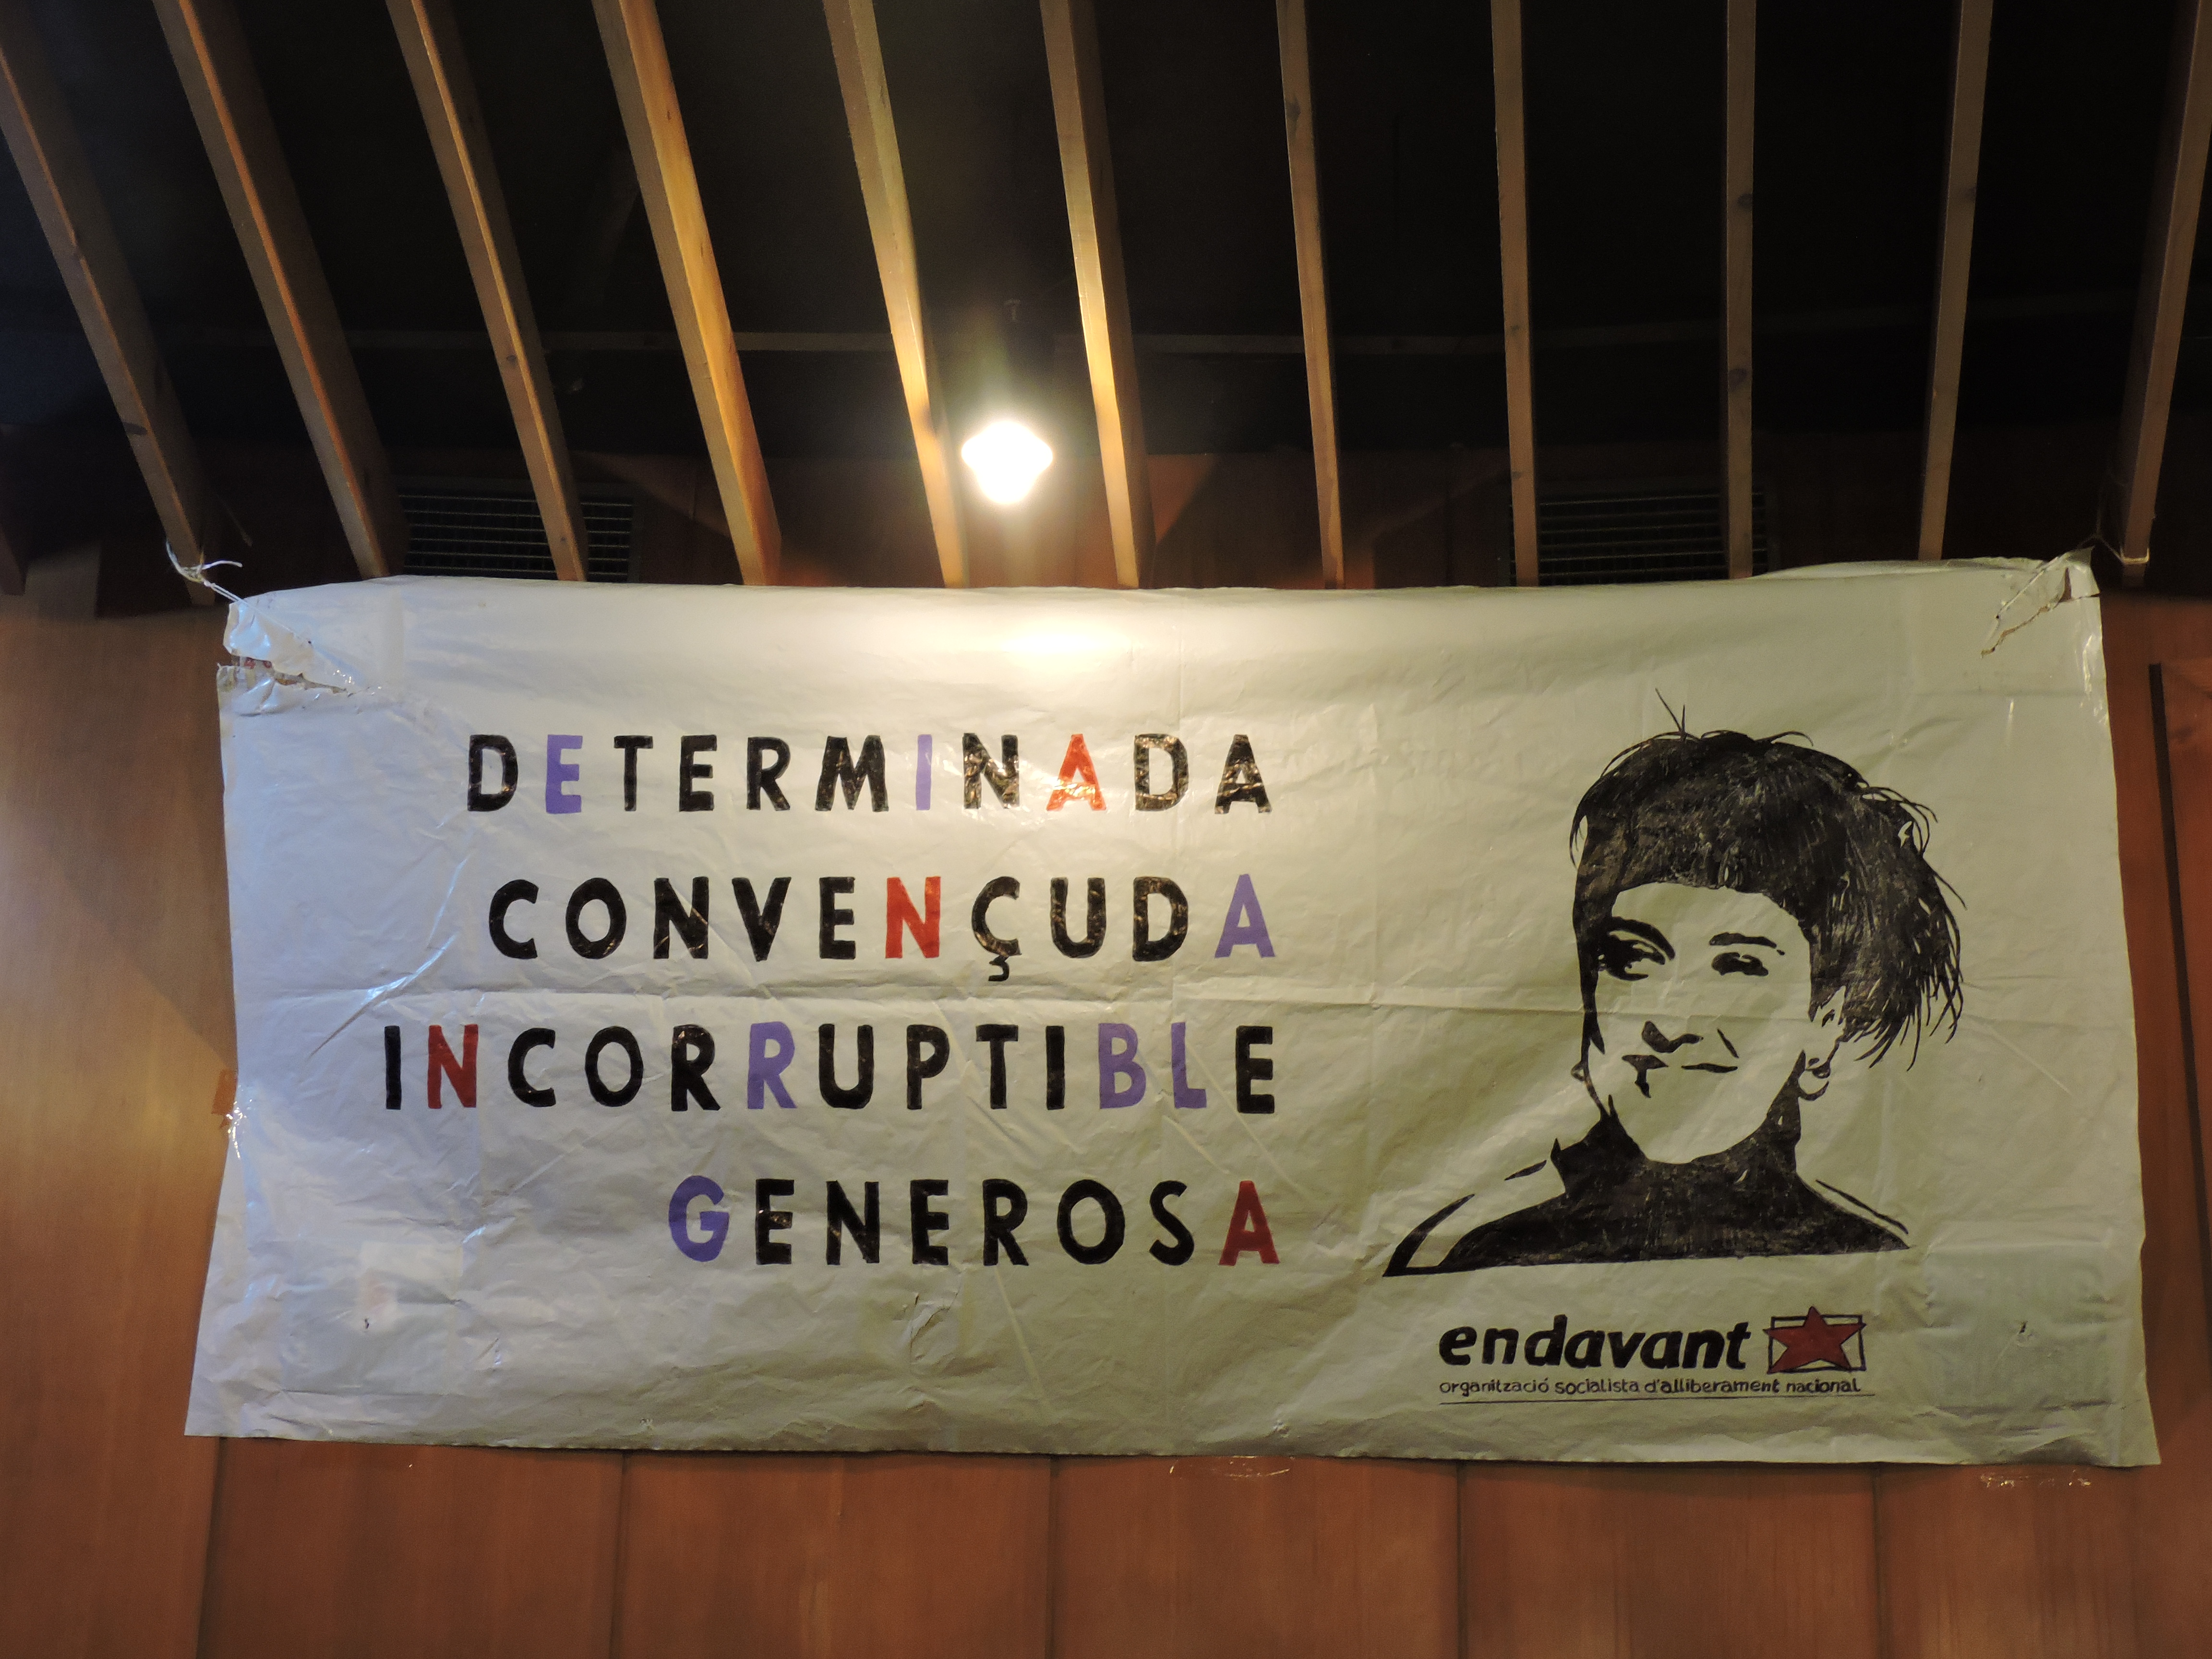 DETERMINADA
CONVENÇUDA
INCORRUPTIBLE
GENEROSA
endavant
organització socialista d'alliberament nacional